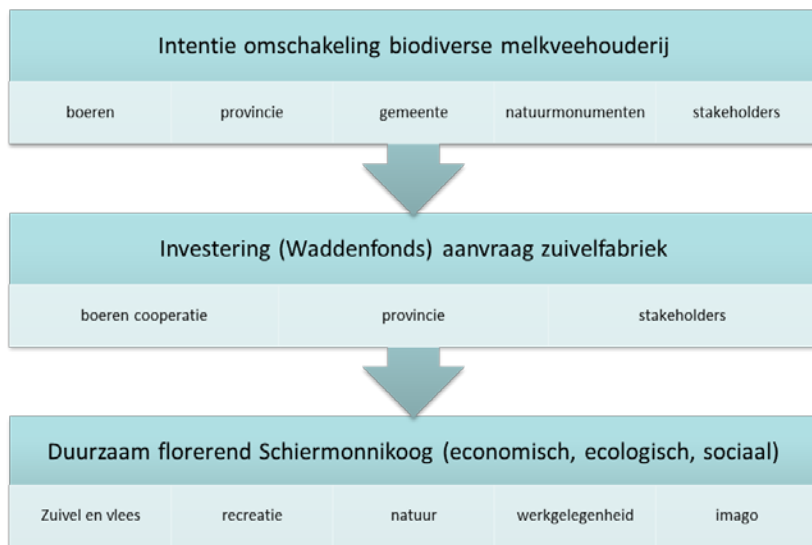 Intentie omschakeling biodiverse melkveehouderij
boeren provincie gemeente natuurmonumenten stakeholders
Investering (Waddenfonds) aanvraag zuivelfabriek
boeren cooperatie provincie stakeholders
Duurzaam florerend Schiermonnikoog (economisch, ecologisch, sociaal)
Zuivel en vlees recreatie natuur werkgelegenheid imago